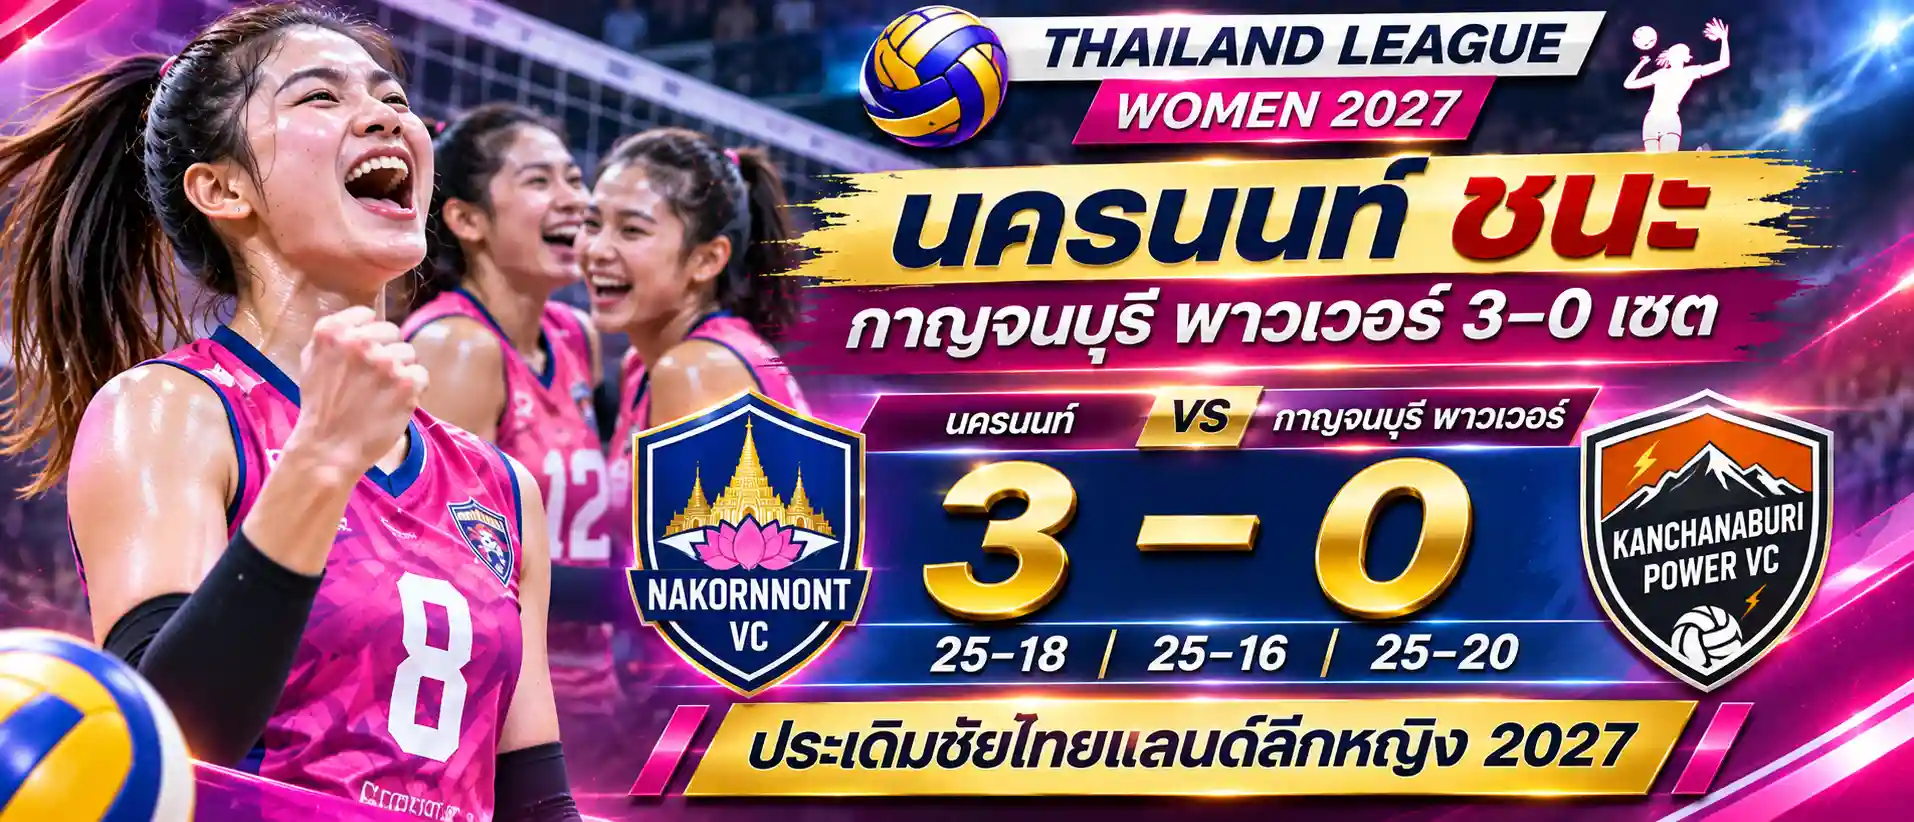 THAILAND LEAGUE
WOMEN 2027
นครนนท์ ชนะ
กาญจนบุรี พาวเวอร์ 3-0 เซต
นครนนท์ VS กาญจนบุรี พาวเวอร์
3 - 0
25-18 / 25-16 / 25-20
NAKORNNONT
VC
KANCHANABURI
POWER VC
ประเดิมชัยไทยแลนด์ลีกหญิง 2027
8
12